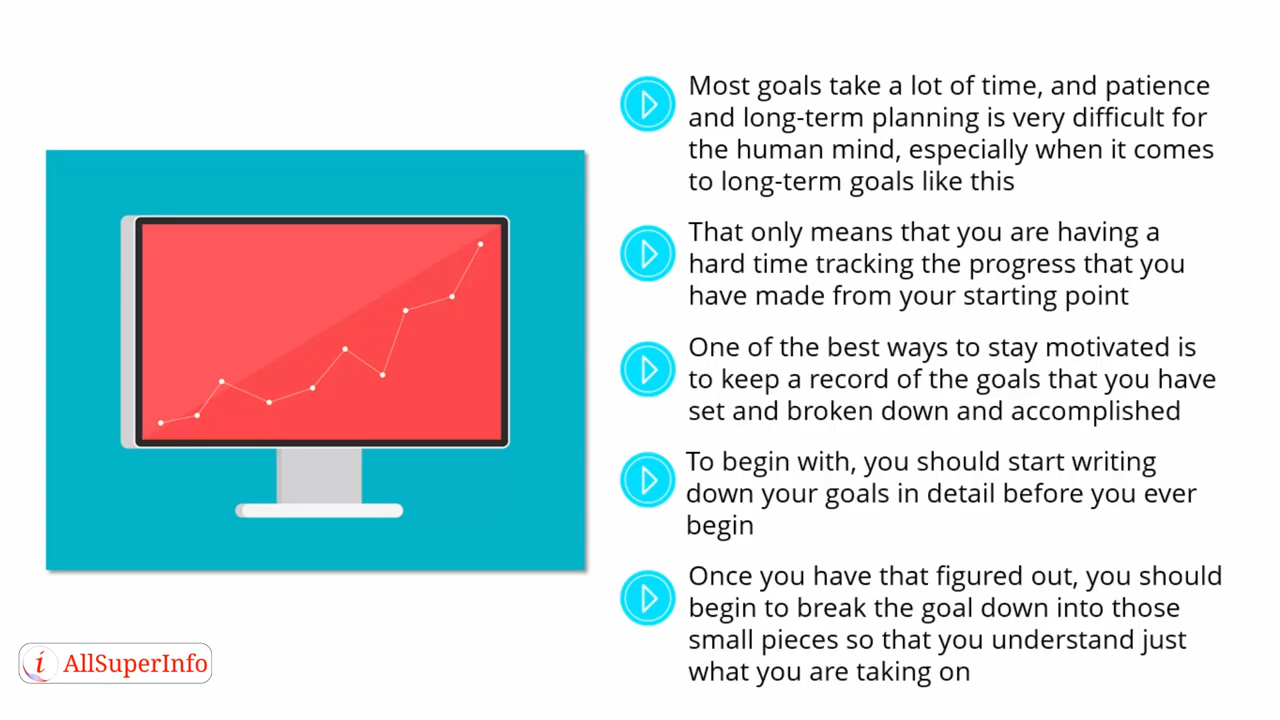 Most goals take a lot of time, and patience
and long-term planning is very difficult for
the human mind, especially when it comes
to long-term goals like this
That only means that you are having a
hard time tracking the progress that you
have made from your starting point
One of the best ways to stay motivated is
to keep a record of the goals that you have
set and broken down and accomplished
To begin with, you should start writing
down your goals in detail before you ever
begin
Once you have that figured out, you should
begin to break the goal down into those
small pieces so that you understand just
what you are taking on
i AllSuperInfo